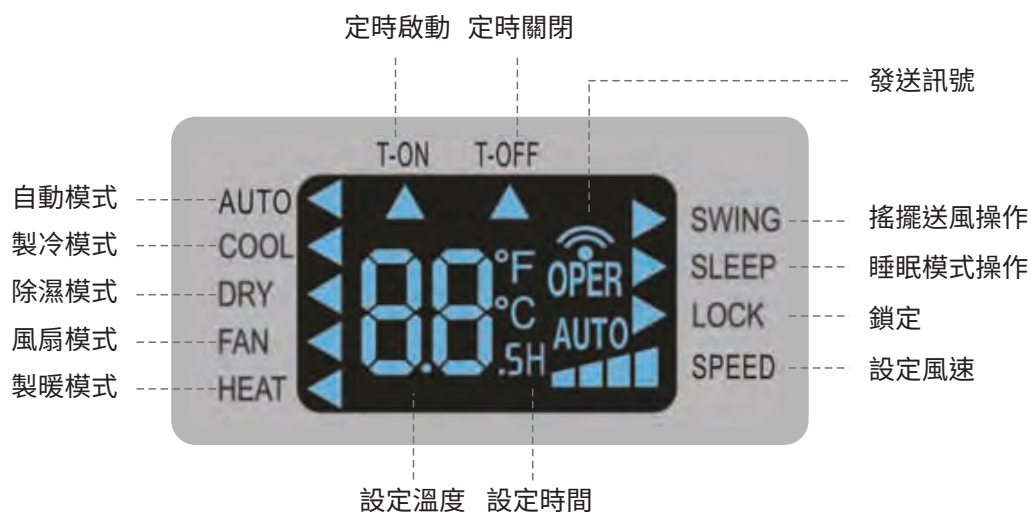 定時啟動 定時關閉
發送訊號
T-ON T-OFF
自動模式 AUTO SWING 搖擺送風操作
製冷模式 COOL °F OPER SLEEP 睡眠模式操作
除濕模式 DRY 88 °C LOCK 鎖定
風扇模式 FAN AUTO
製暖模式 HEAT .5H SPEED 設定風速
設定溫度 設定時間